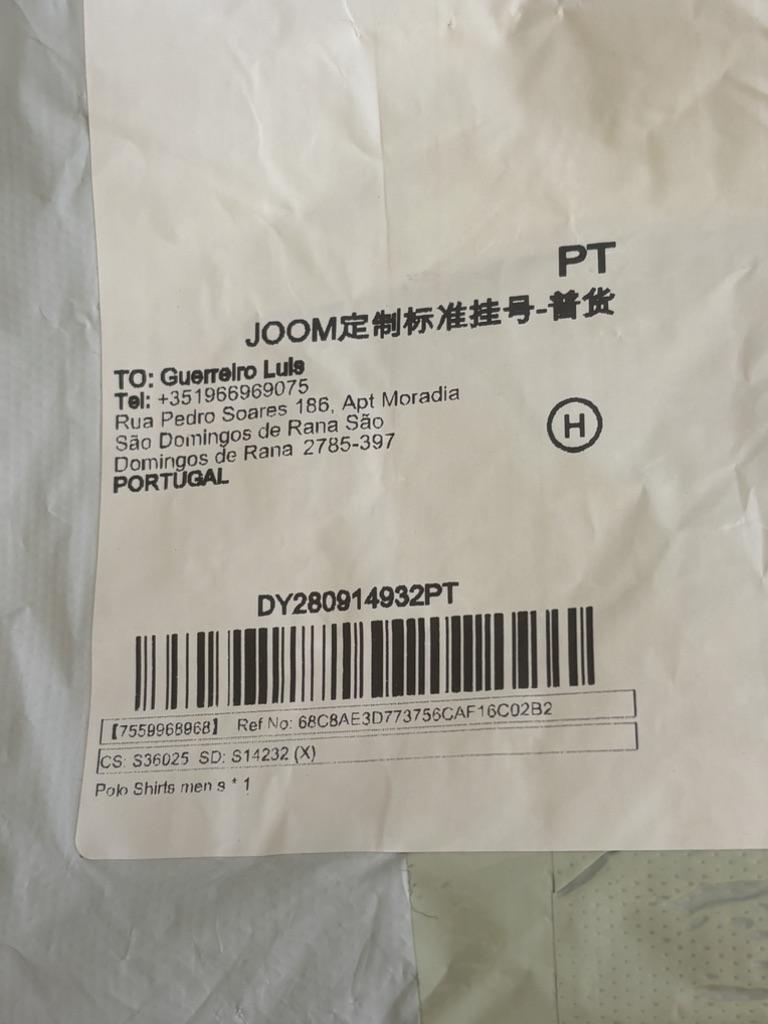 PT
JOOM定制标准挂号-普货
TO: Guerreiro Luis
Tel: +351966969075
Rua Pedro Soares 186, Apt Moradia
São Domingos de Rana São
Domingos de Rana 2785-397
PORTUGAL
H
DY280914932PT
【7559968968】 Ref No: 68C8AE3D773756CAF16C02B2
CS: S36025 SD: S14232 (X)
Polo Shirts men s * 1